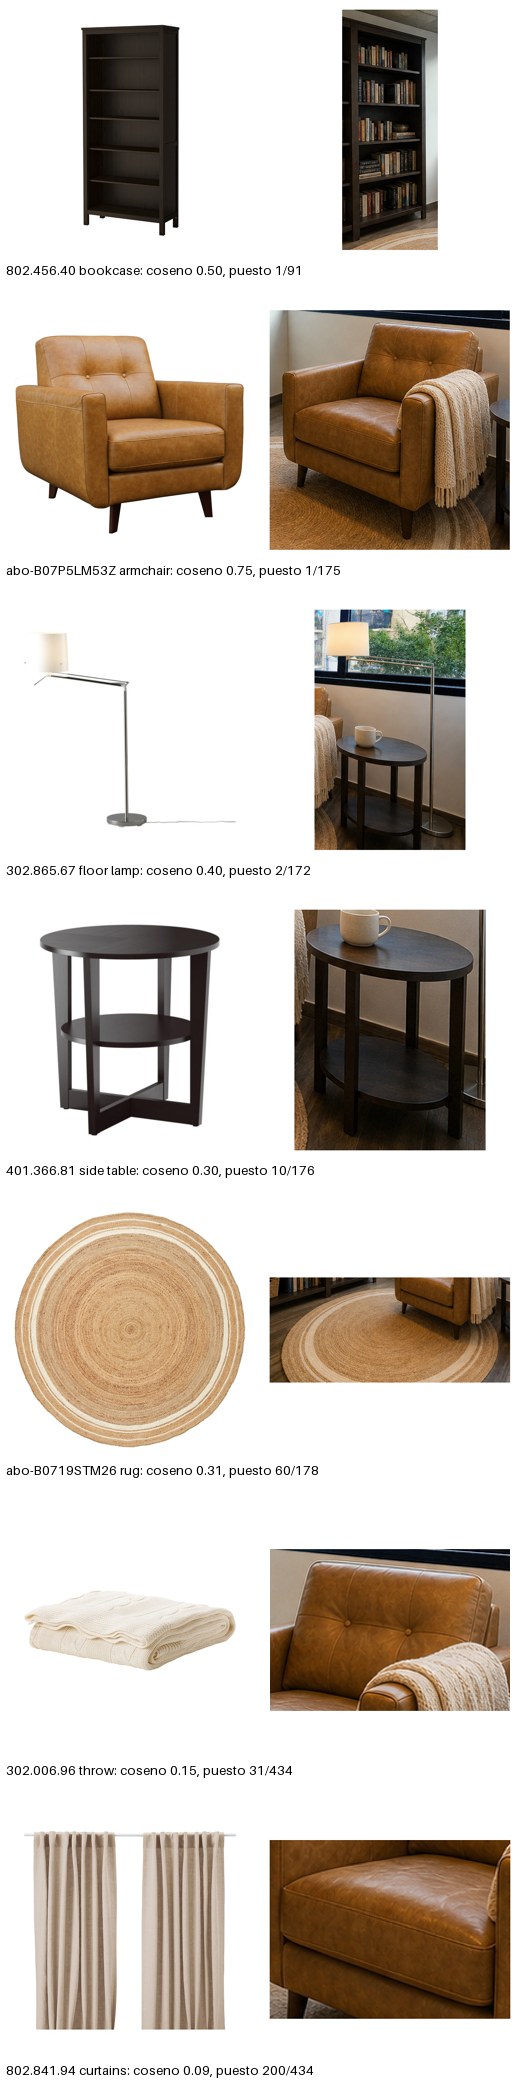 802.456.40 bookcase: coseno 0.50, puesto 1/91
abo-B07P5LM53Z armchair: coseno 0.75, puesto 1/175
302.865.67 floor lamp: coseno 0.40, puesto 2/172
401.366.81 side table: coseno 0.30, puesto 10/176
abo-B0719STM26 rug: coseno 0.31, puesto 60/178
302.006.96 throw: coseno 0.15, puesto 31/434
802.841.94 curtains: coseno 0.09, puesto 200/434